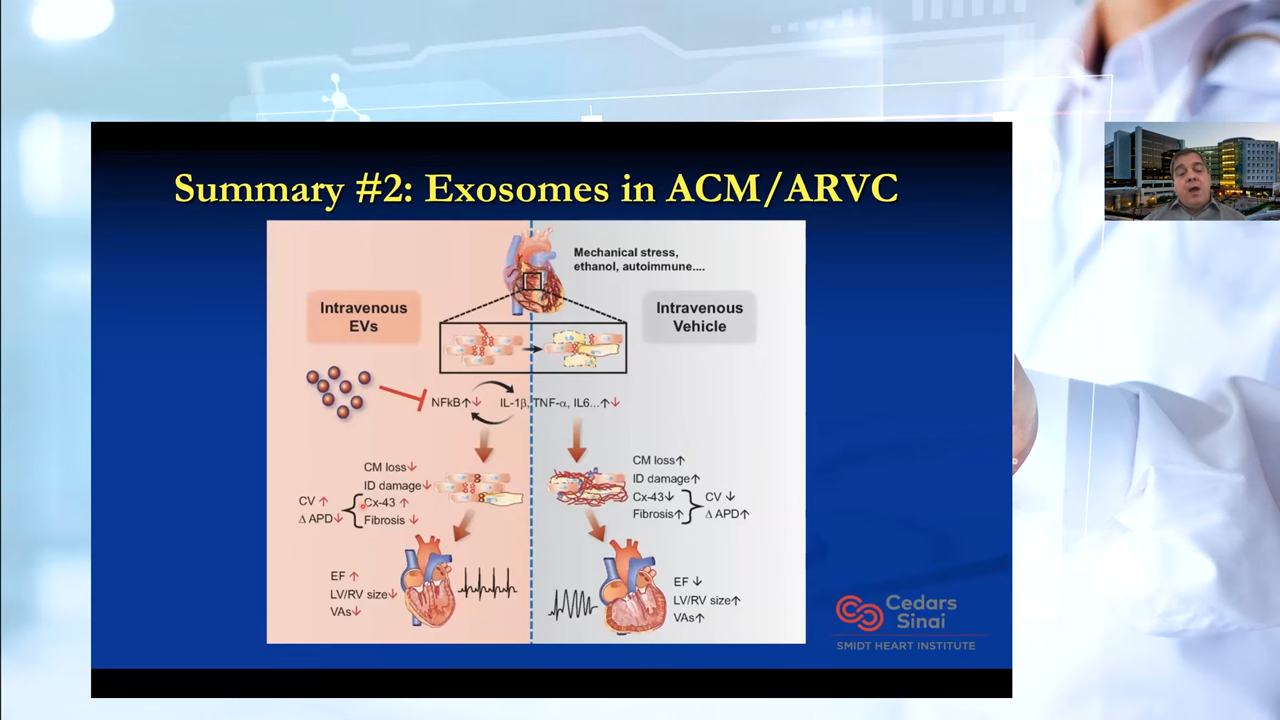 Summary #2: Exosomes in ACM/ARVC
Mechanical stress,
ethanol, autoimmune....
Intravenous
EVs
Intravenous
Vehicle
NFkB↑↓
IL-1β, TNF-α, IL6...↑↓
CM loss↓
ID damage↓
Cx-43 ↑
Fibrosis ↓
CV ↑
Δ APD↓
CM loss↑
ID damage↑
Cx-43↓
Fibrosis↑
CV ↓
Δ APD↑
EF ↑
LV/RV size↓
VAs↓
EF ↓
LV/RV size↑
VAs↑
Cedars
Sinai
SMIDT HEART INSTITUTE